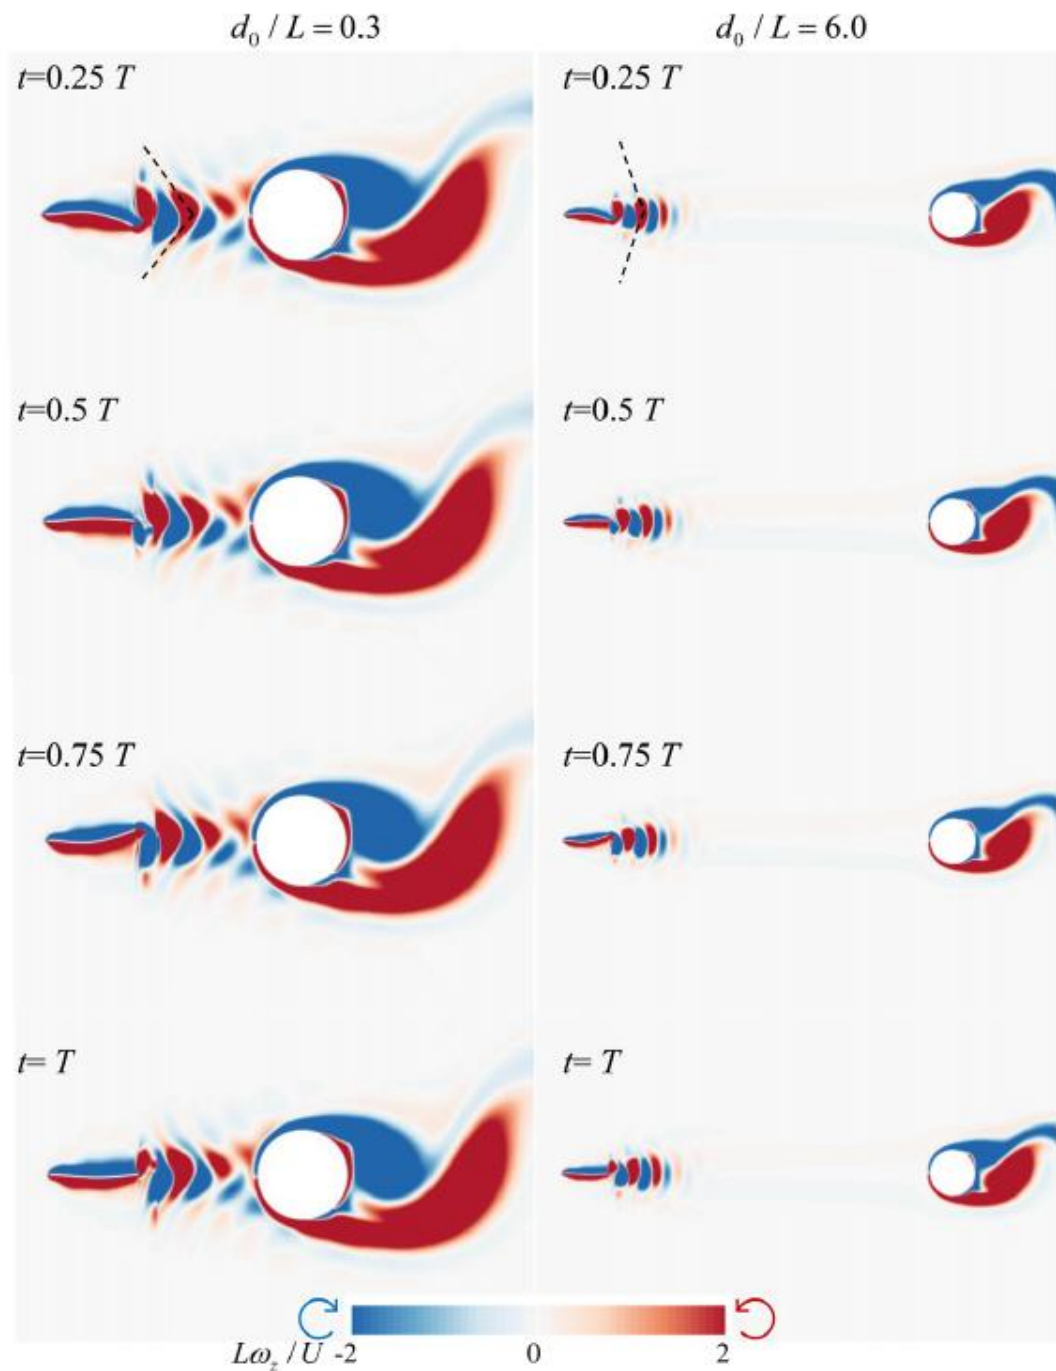 d₀ / L = 0.3 d₀ / L = 6.0
t=0.25 T t=0.25 T
t=0.5 T t=0.5 T
t=0.75 T t=0.75 T
t= T t= T
Lω_z / U -2 0 2